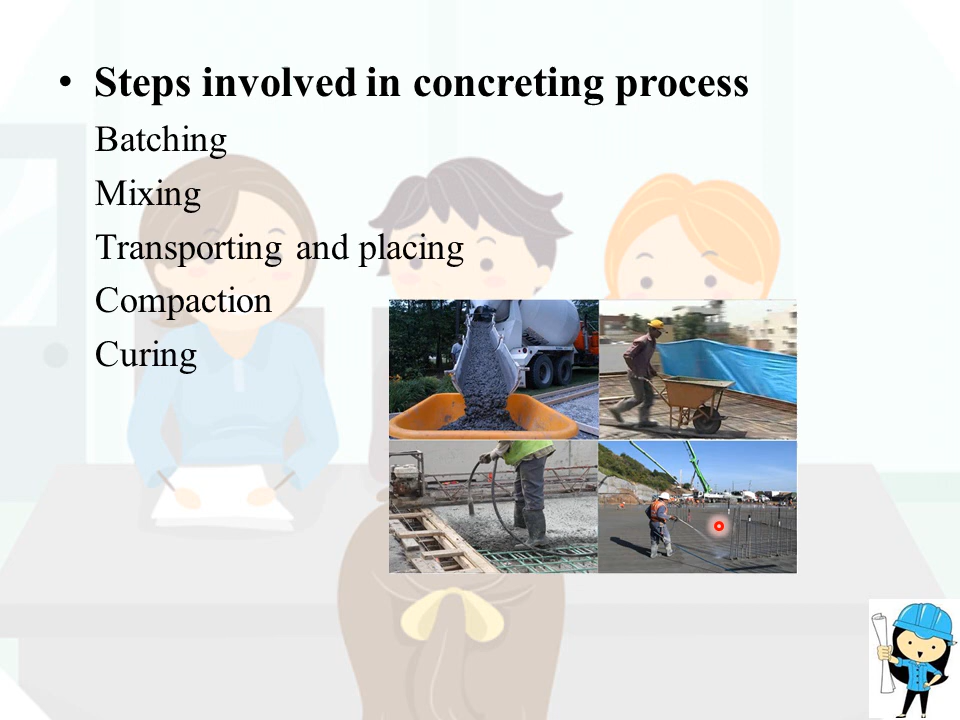 • Steps involved in concreting process
Batching
Mixing
Transporting and placing
Compaction
Curing